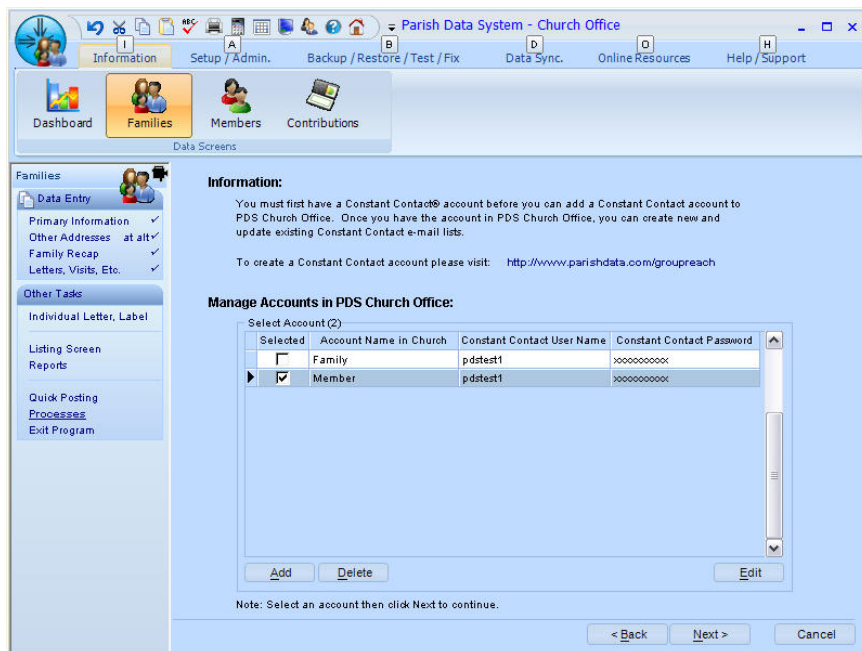 ABC
Parish Data System - Church Office
I A B D O H
Information Setup / Admin. Backup / Restore / Test / Fix Data Sync. Online Resources Help / Support
Dashboard Families Members Contributions
Data Screens
Families
Data Entry
Primary Information
Other Addresses at alt
Family Recap
Letters, Visits, Etc.
Other Tasks
Individual Letter, Label
Listing Screen
Reports
Quick Posting
Processes
Exit Program
Information:
You must first have a Constant Contact® account before you can add a Constant Contact account to
PDS Church Office. Once you have the account in PDS Church Office, you can create new and
update existing Constant Contact e-mail lists.
To create a Constant Contact account please visit: http://www.parishdata.com/groupreach
Manage Accounts in PDS Church Office:
Select Account (2)
Selected Account Name in Church Constant Contact User Name Constant Contact Password
Family pdstest1 xxxxxxxxxx
Member pdstest1 xxxxxxxxxx
Add Delete Edit
Note: Select an account then click Next to continue.
< Back Next > Cancel